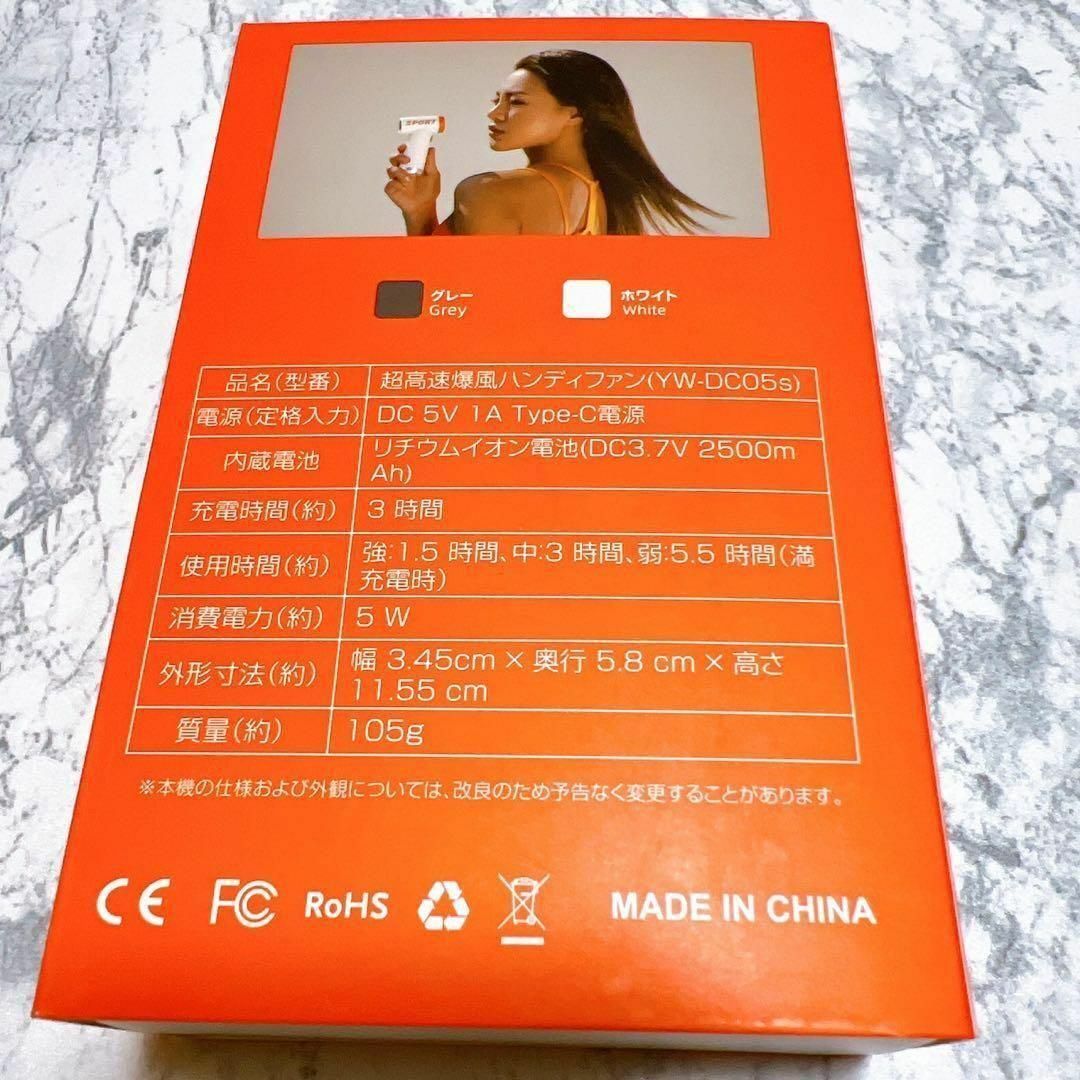 SPORT
グレー
Grey
ホワイト
White
品名(型番) 超高速爆風ハンディファン(YW-DC05s)
電源(定格入力) DC 5V 1A Type-C電源
内蔵電池 リチウムイオン電池(DC3.7V 2500m
Ah)
充電時間(約) 3 時間
使用時間(約) 強:1.5 時間、中:3 時間、弱:5.5 時間(満
充電時)
消費電力(約) 5 W
外形寸法(約) 幅 3.45cm × 奥行 5.8 cm × 高さ
11.55 cm
質量(約) 105g
※本機の仕様および外観については、改良のため予告なく変更することがあります。
CE FC RoHS MADE IN CHINA